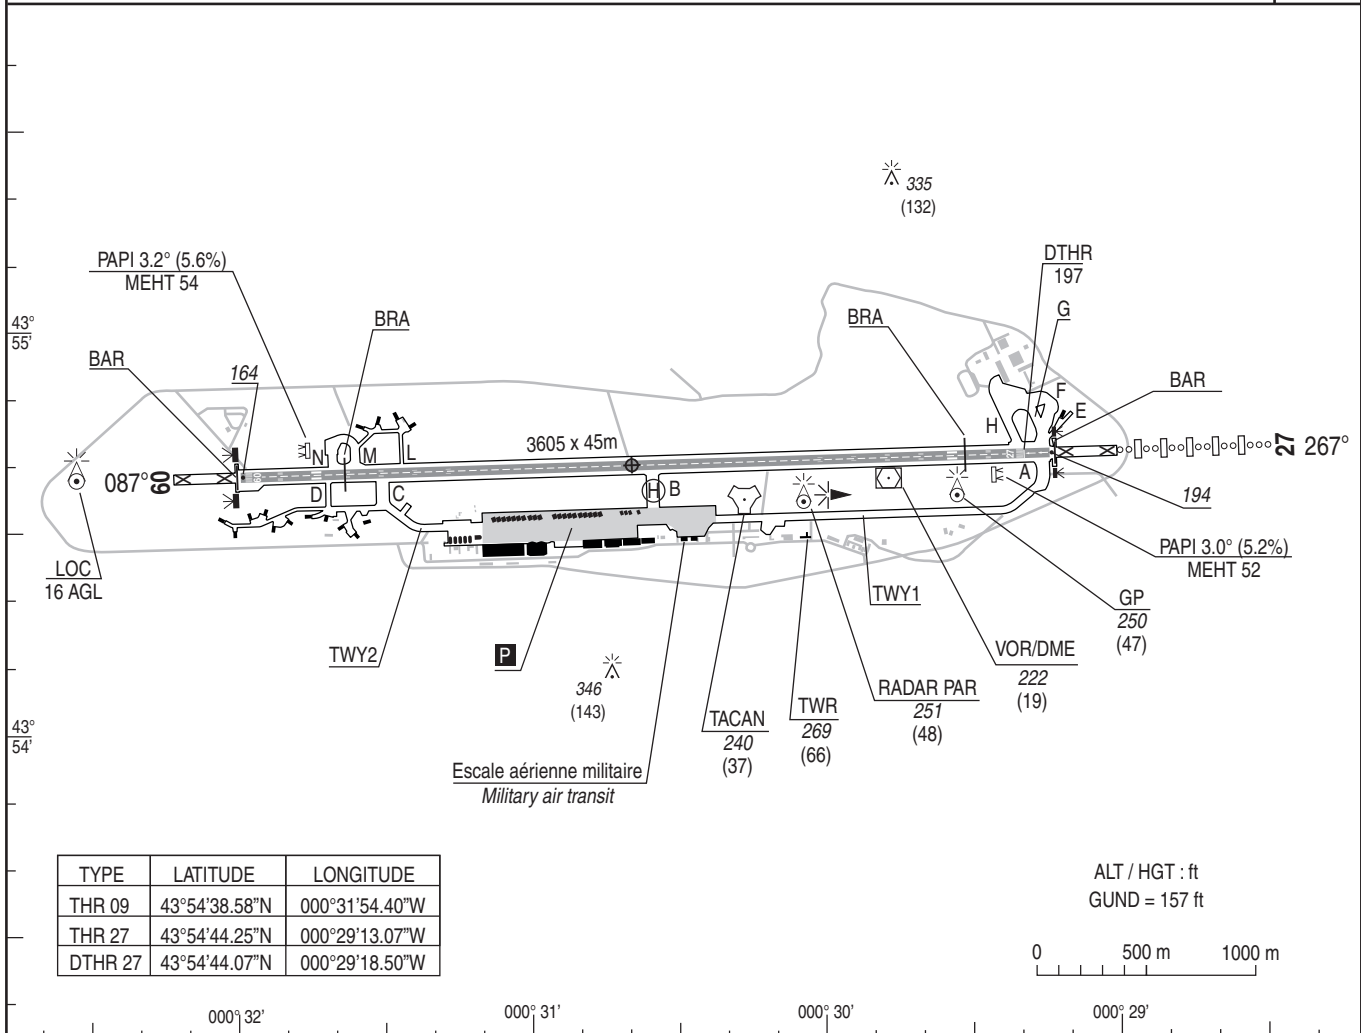 335
(132)
PAPI 3.2° (5.6%)
MEHT 54
DTHR
197
G
43°
55'
BRA
BRA
BAR
164
BAR
F
E
H
N
M
L
3605 x 45m
087°
09
27
267°
A
D
C
H
B
194
LOC
16 AGL
PAPI 3.0° (5.2%)
MEHT 52
TWY1
GP
250
(47)
TWY2
P
VOR/DME
222
(19)
346
(143)
RADAR PAR
251
(48)
TACAN
240
(37)
TWR
269
(66)
43°
54'
Escale aérienne militaire
Military air transit
TYPE LATITUDE LONGITUDE
THR 09 43°54'38.58"N 000°31'54.40"W
THR 27 43°54'44.25"N 000°29'13.07"W
DTHR 27 43°54'44.07"N 000°29'18.50"W
ALT / HGT : ft
GUND = 157 ft
0 500 m 1000 m
000° 32' 000° 31' 000° 30' 000° 29'